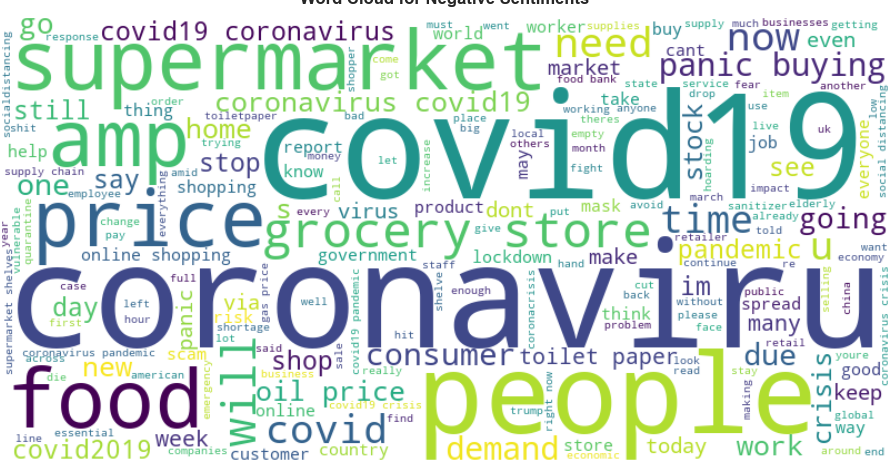 Word Cloud for Negative Sentiments
go
response
covid19 coronavirus
must
went
world
worker
supplies
buy
supply
much
businesses
getting
socialdistancing
supermarket
shopper
come
got
need
cant
now
even
market
panic buying
food bank
still
thing
order
coronavirus covid19
take
state
service
fear
another
drop
item
shit
toiletpaper
bad
place
big
working
anyone
theres
use
low
social distancing
amp
home
trying
report
covid19
local
others
empty
month
stock
live
job
uk
everyone
help
stop
know
money
let
increase
may
fight
hoarding
see
supply chain
amid
one
say
employee
shopping
call
march
impact
everything
price
s
every
virus
product
dont
put
mask
avoid
sanitizer
elderly
already
going
vulnerable
quarantine
change
pay
grocery store
give
time
told
year
online shopping
government
lockdown
hand
make
retailer
pandemic
u
want
economy
continue
re
coronaviru
supermarket shelves
case
full
gas price
staff
shelve
enough
im
cut
back
without
please
face
public
spread
selling
china
day
left
hour
panic
via
risk
well
covid19 pandemic
coronacrisis
think
problem
many
first
shortage
lot
hit
retail
coronavirus crisis
coronavirus pandemic
across
scam
said
shop
sale
consumer
toilet paper
look
read
due
youre
good
new
die
american
emergency
will
business
really
stay
crisis
keep
food
oil price
online
covid19 crisis
find
people
trump
right now
making
global
way
line
essential
week
covid
covid2019
companies
customer
country
demand
economic
store
today
work
around
end